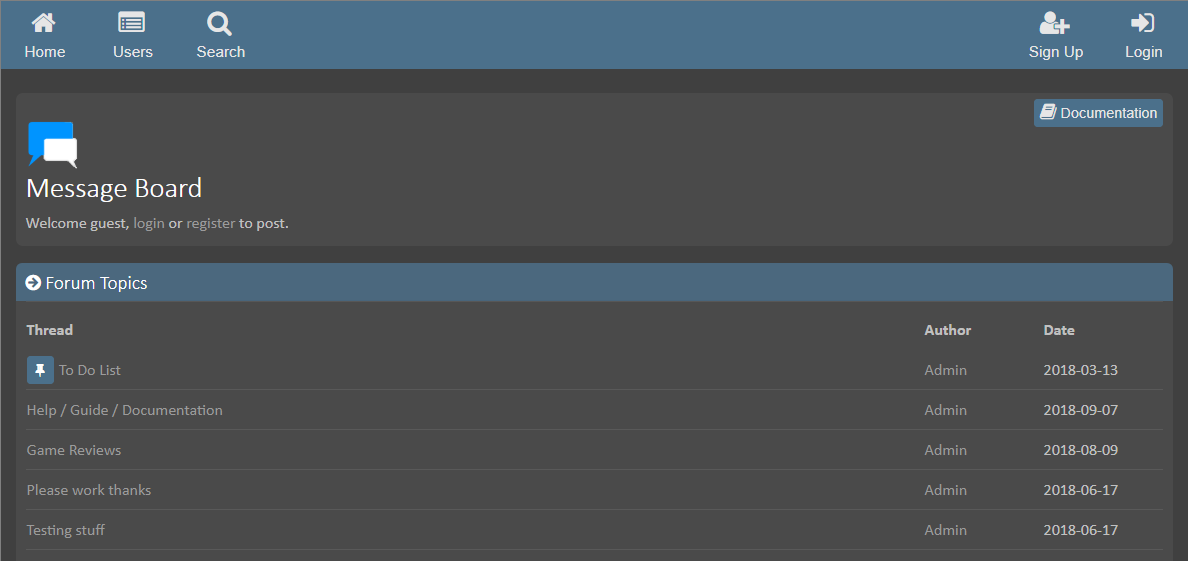 Home Users Search Sign Up Login
Documentation
Message Board
Welcome guest, login or register to post.
Forum Topics
Thread Author Date
To Do List Admin 2018-03-13
Help / Guide / Documentation Admin 2018-09-07
Game Reviews Admin 2018-08-09
Please work thanks Admin 2018-06-17
Testing stuff Admin 2018-06-17